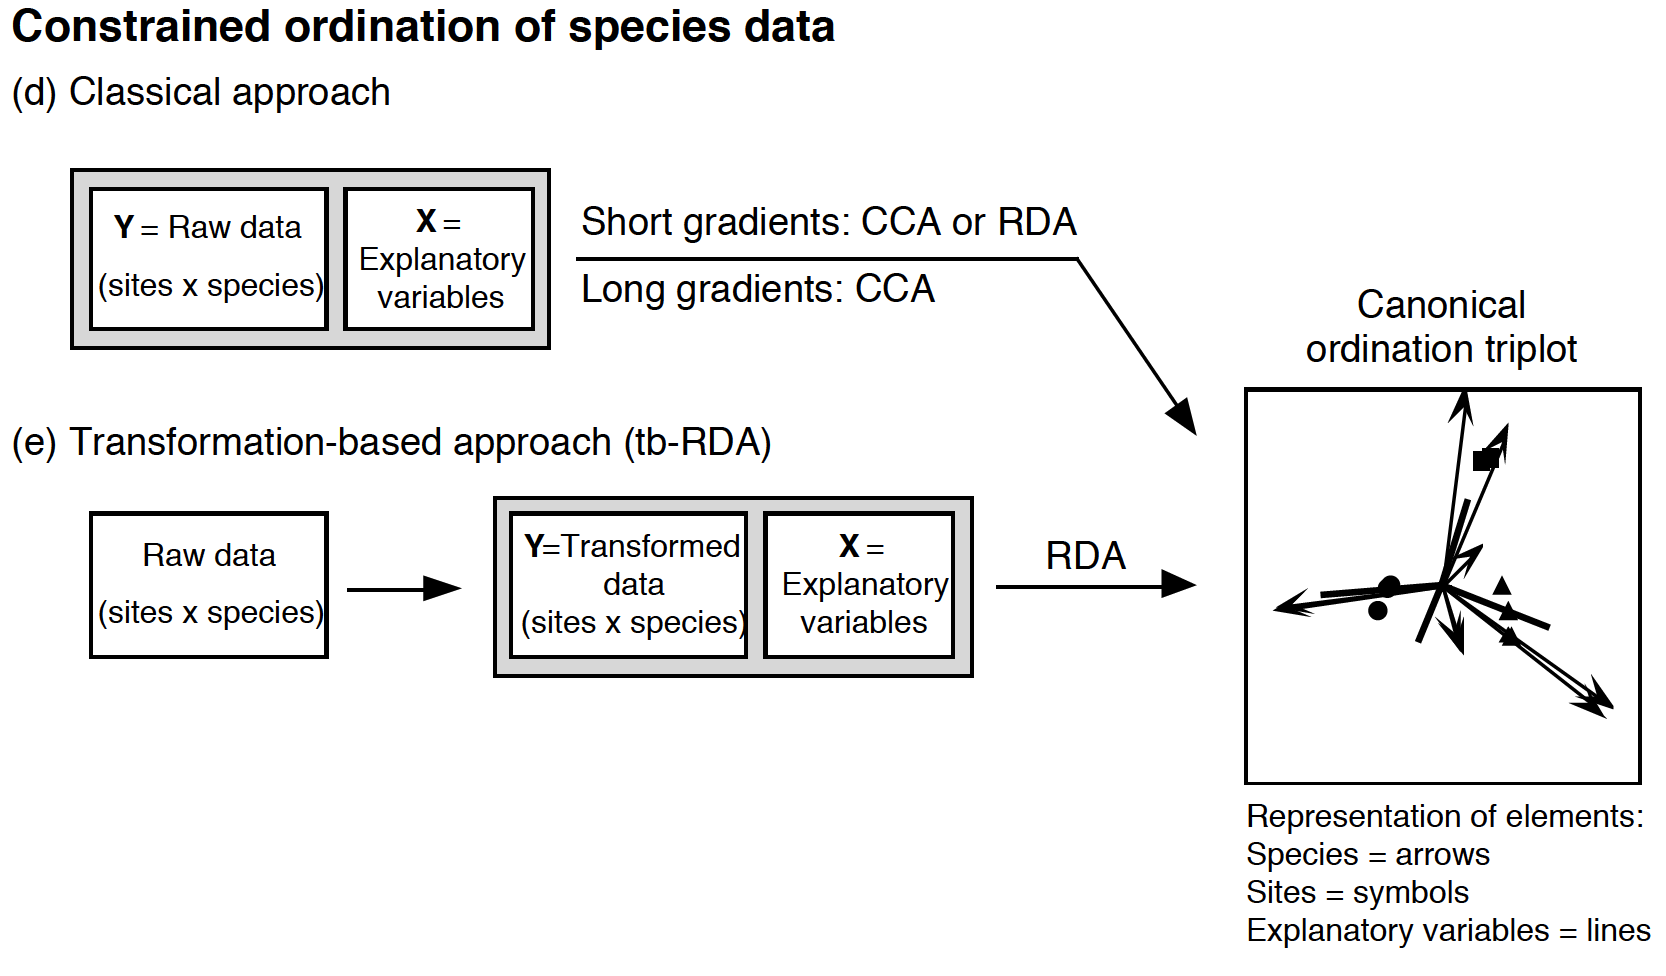 Constrained ordination of species data
(d) Classical approach
Y = Raw data
(sites x species)
X =
Explanatory
variables
Short gradients: CCA or RDA
Long gradients: CCA
Canonical
ordination triplot
(e) Transformation-based approach (tb-RDA)
Raw data
(sites x species)
Y=Transformed
data
(sites x species)
X =
Explanatory
variables
RDA
Representation of elements:
Species = arrows
Sites = symbols
Explanatory variables = lines